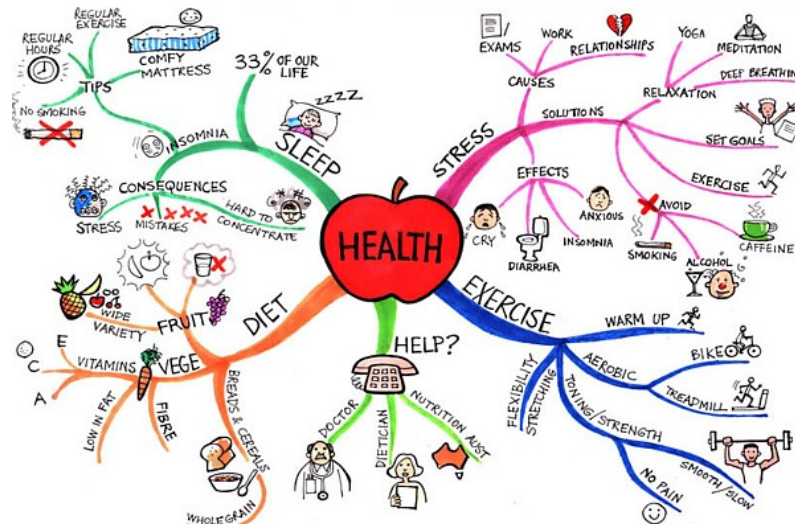 HEALTH
SLEEP
33% OF OUR
LIFE
ZZZZ
INSOMNIA
TIPS
REGULAR
EXERCISE
REGULAR
HOURS
COMFY
MATTRESS
NO SMOKING
CONSEQUENCES
STRESS
MISTAKES
HARD TO
CONCENTRATE
STRESS
CAUSES
EXAMS
WORK
RELATIONSHIPS
SOLUTIONS
RELAXATION
YOGA
MEDITATION
DEEP BREATHING
SET GOALS
EXERCISE
AVOID
SMOKING
ALCOHOL
CAFFEINE
EFFECTS
CRY
DIARRHEA
INSOMNIA
ANXIOUS
EXERCISE
WARM UP
AEROBIC
BIKE
TREADMILL
TONING/STRENGTH
SMOOTH/SLOW
NO PAIN
FLEXIBILITY
STRETCHING
HELP?
DOCTOR
DIETICIAN
NUTRITION AUST
DIET
FRUIT
WIDE
VARIETY
VEGE
VITAMINS
E
C
A
LOW IN FAT
FIBRE
BREADS & CEREALS
WHOLEGRAIN